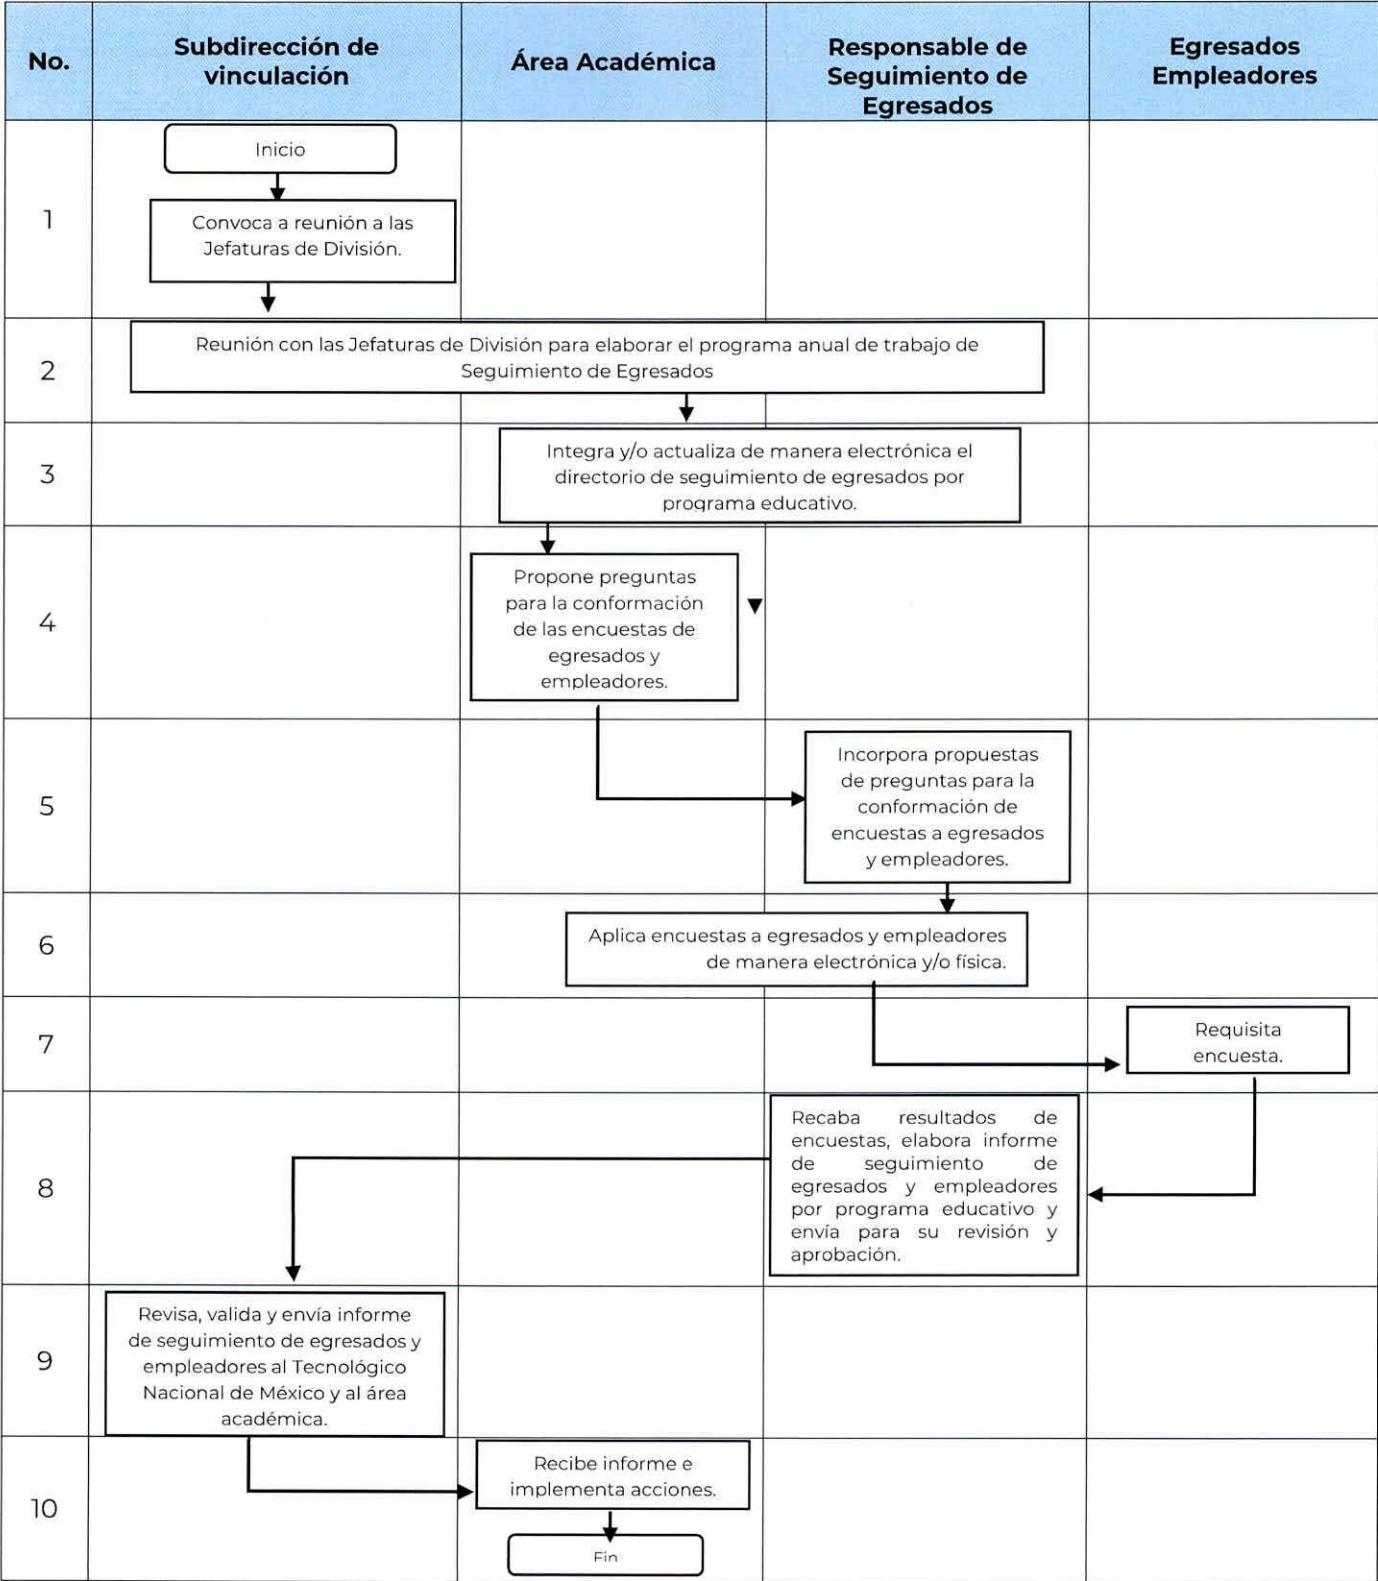 No.
Subdirección de
vinculación
Área Académica
Responsable de
Seguimiento de
Egresados
Egresados
Empleadores
1
Inicio
Convoca a reunión a las
Jefaturas de División.
2
Reunión con las Jefaturas de División para elaborar el programa anual de trabajo de
Seguimiento de Egresados
3
Integra y/o actualiza de manera electrónica el
directorio de seguimiento de egresados por
programa educativo.
4
Propone preguntas
para la conformación
de las encuestas de
egresados y
empleadores.
5
Incorpora propuestas
de preguntas para la
conformación de
encuestas a egresados
y empleadores.
6
Aplica encuestas a egresados y empleadores
de manera electrónica y/o física.
7
Requisita
encuesta.
8
Recaba resultados de
encuestas, elabora informe
de seguimiento de
egresados y empleadores
por programa educativo y
envía para su revisión y
aprobación.
9
Revisa, valida y envía informe
de seguimiento de egresados y
empleadores al Tecnológico
Nacional de México y al área
académica.
10
Recibe informe e
implementa acciones.
Fin